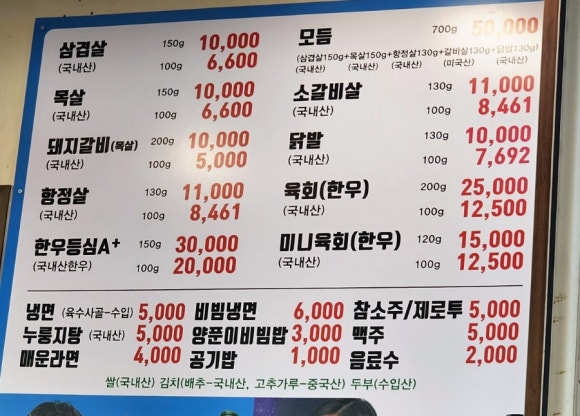 삼겹살 150g 10,000
(국내산) 100g 6,600
목살 150g 10,000
(국내산) 100g 6,600
돼지갈비(목살) 200g 10,000
(국내산) 100g 5,000
항정살 130g 11,000
(국내산) 100g 8,461
한우등심A+ 150g 30,000
(국내산한우) 100g 20,000
모듬 700g 50,000
(삼겹살150g+목살150g+항정살130g+갈비살130g+닭발130g)
(국내산) (국내산) (국내산) (미국산) (국내산)
소갈비살 130g 11,000
(국내산) 100g 8,461
닭발 130g 10,000
(국내산) 100g 7,692
육회(한우) 200g 25,000
(국내산) 100g 12,500
미니육회(한우) 120g 15,000
(국내산) 100g 12,500
냉면 (육수사골-수입) 5,000 비빔냉면 6,000 참소주/제로투 5,000
누룽지탕 (국내산) 5,000 양푼이비빔밥 3,000 맥주 5,000
매운라면 4,000 공기밥 1,000 음료수 2,000
쌀(국내산) 김치(배추-국내산, 고추가루-중국산) 두부(수입산)